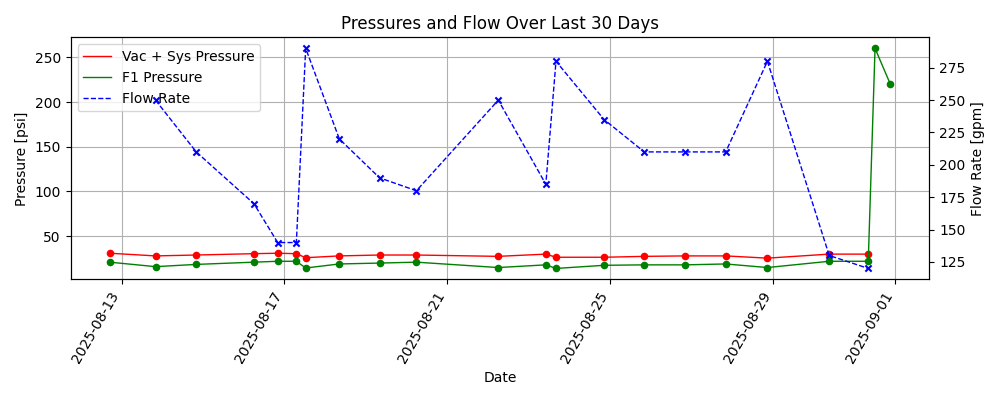 Pressures and Flow Over Last 30 Days
Vac + Sys Pressure
F1 Pressure
Flow Rate
Pressure [psi]
250
200
150
100
50
Flow Rate [gpm]
275
250
225
200
175
150
125
2025-08-13
2025-08-17
2025-08-21
2025-08-25
2025-08-29
2025-09-01
Date